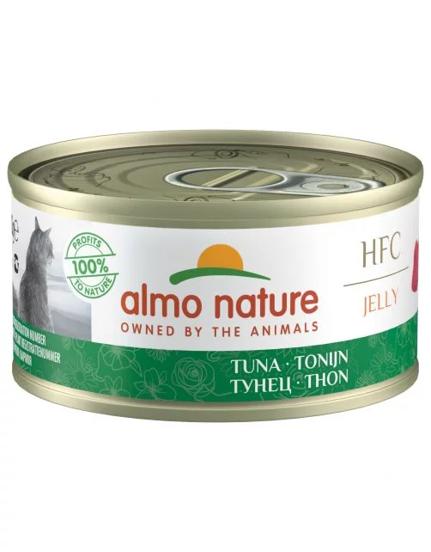 PROFITS
100%
TO NATURE
almo nature
OWNED BY THE ANIMALS
HFC
JELLY
TUNA · TONIJN
ТУНЕЦ · THON